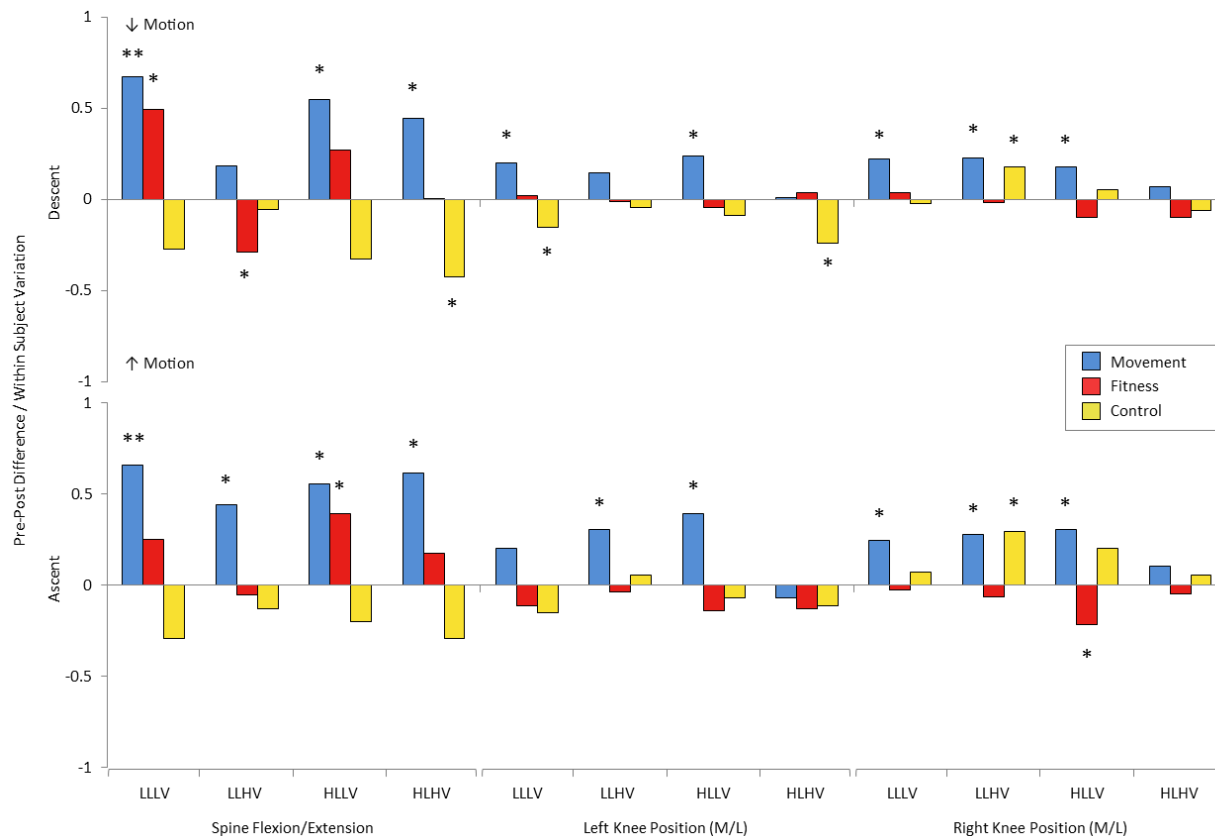 1
↓ Motion
** * * *
0.5
* * * * * *
0
* * * *
-0.5
↑ Motion
-1
Descent
Pre-Post Difference / Within Subject Variation
Movement
Fitness
Control
1
** * * * *
0.5
* * * * * *
0
*
-0.5
-1
Ascent
LLLV LLHV HLLV HLHV LLLV LLHV HLLV HLHV LLLV LLHV HLLV HLHV
Spine Flexion/Extension Left Knee Position (M/L) Right Knee Position (M/L)